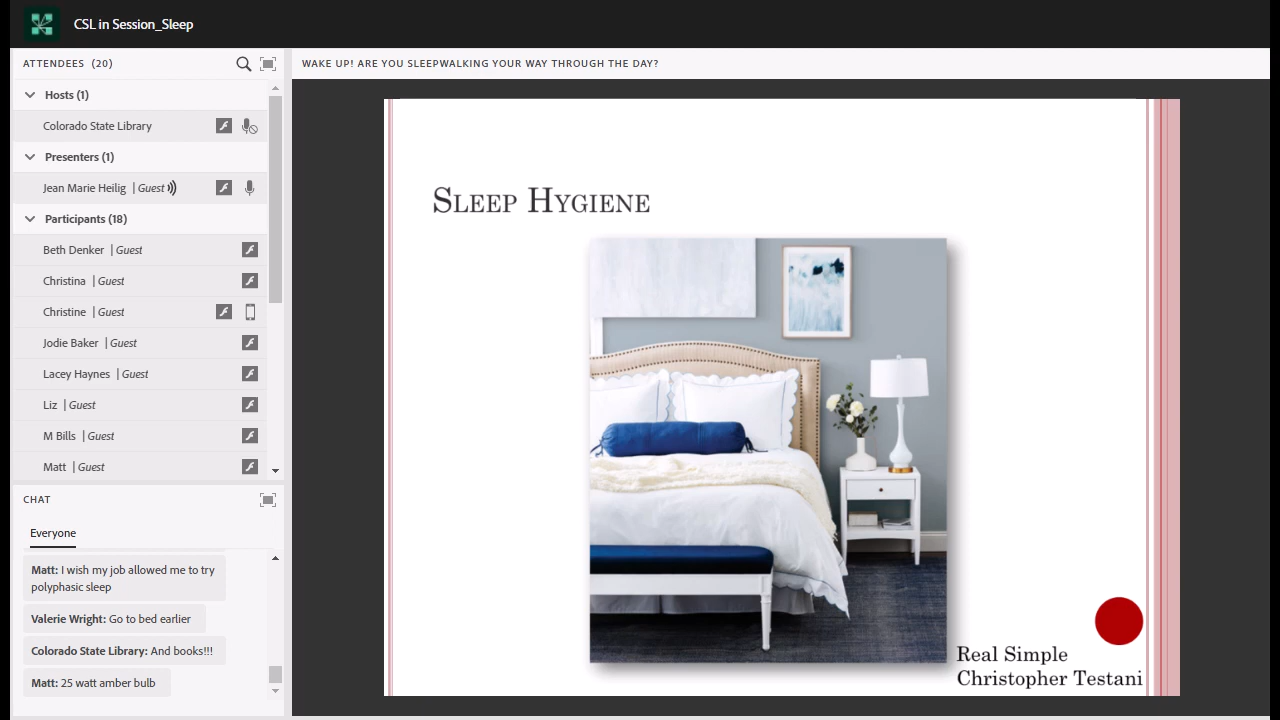 CSL in Session_Sleep
ATTENDEES (20)
Hosts (1)
Colorado State Library
Presenters (1)
Jean Marie Heilig | Guest
Participants (18)
Beth Denker | Guest
Christina | Guest
Christine | Guest
Jodie Baker | Guest
Lacey Haynes | Guest
Liz | Guest
M Bills | Guest
Matt | Guest
CHAT
Everyone
Matt: I wish my job allowed me to try
polyphasic sleep
Valerie Wright: Go to bed earlier
Colorado State Library: And books!!!
Matt: 25 watt amber bulb
WAKE UP! ARE YOU SLEEPWALKING YOUR WAY THROUGH THE DAY?
SLEEP HYGIENE
Real Simple
Christopher Testani